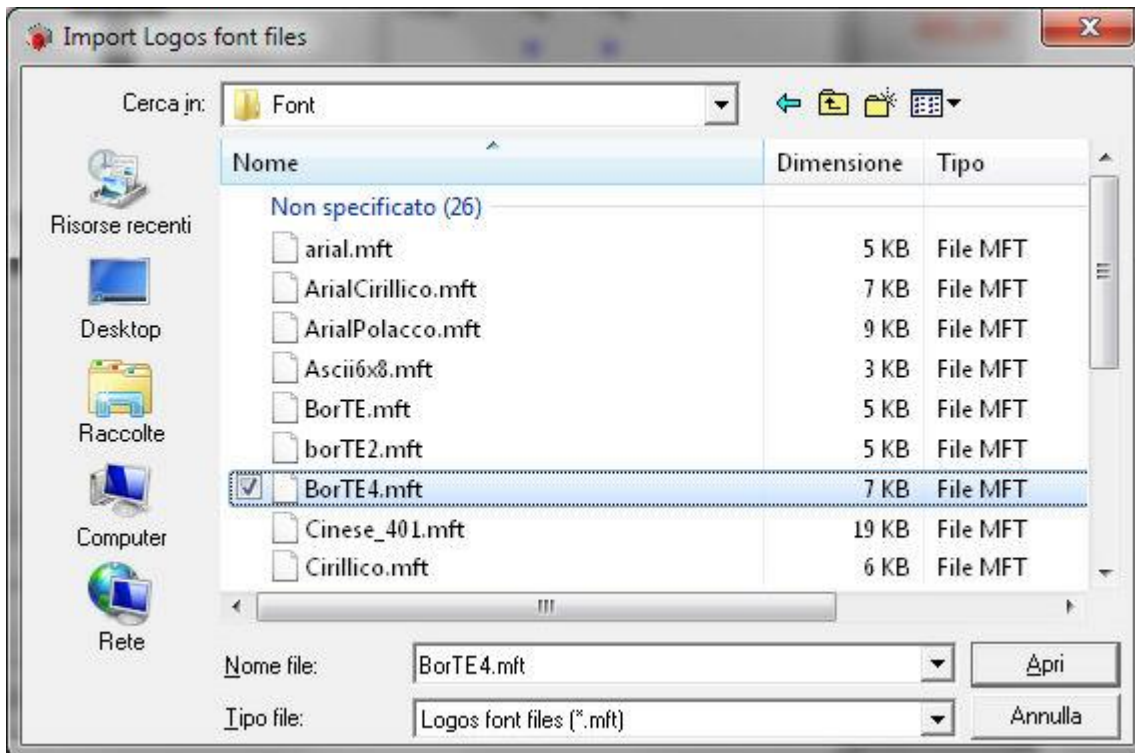 Import Logos font files
Cerca in: Font
Nome Dimensione Tipo
Non specificato (26)
arial.mft 5 KB File MFT
ArialCirillico.mft 7 KB File MFT
ArialPolacco.mft 9 KB File MFT
Ascii6x8.mft 3 KB File MFT
BorTE.mft 5 KB File MFT
borTE2.mft 5 KB File MFT
BorTE4.mft 7 KB File MFT
Cinese_401.mft 19 KB File MFT
Cirillico.mft 6 KB File MFT
Risorse recenti
Desktop
Raccolte
Computer
Rete
Nome file: BorTE4.mft Apri
Tipo file: Logos font files (*.mft) Annulla